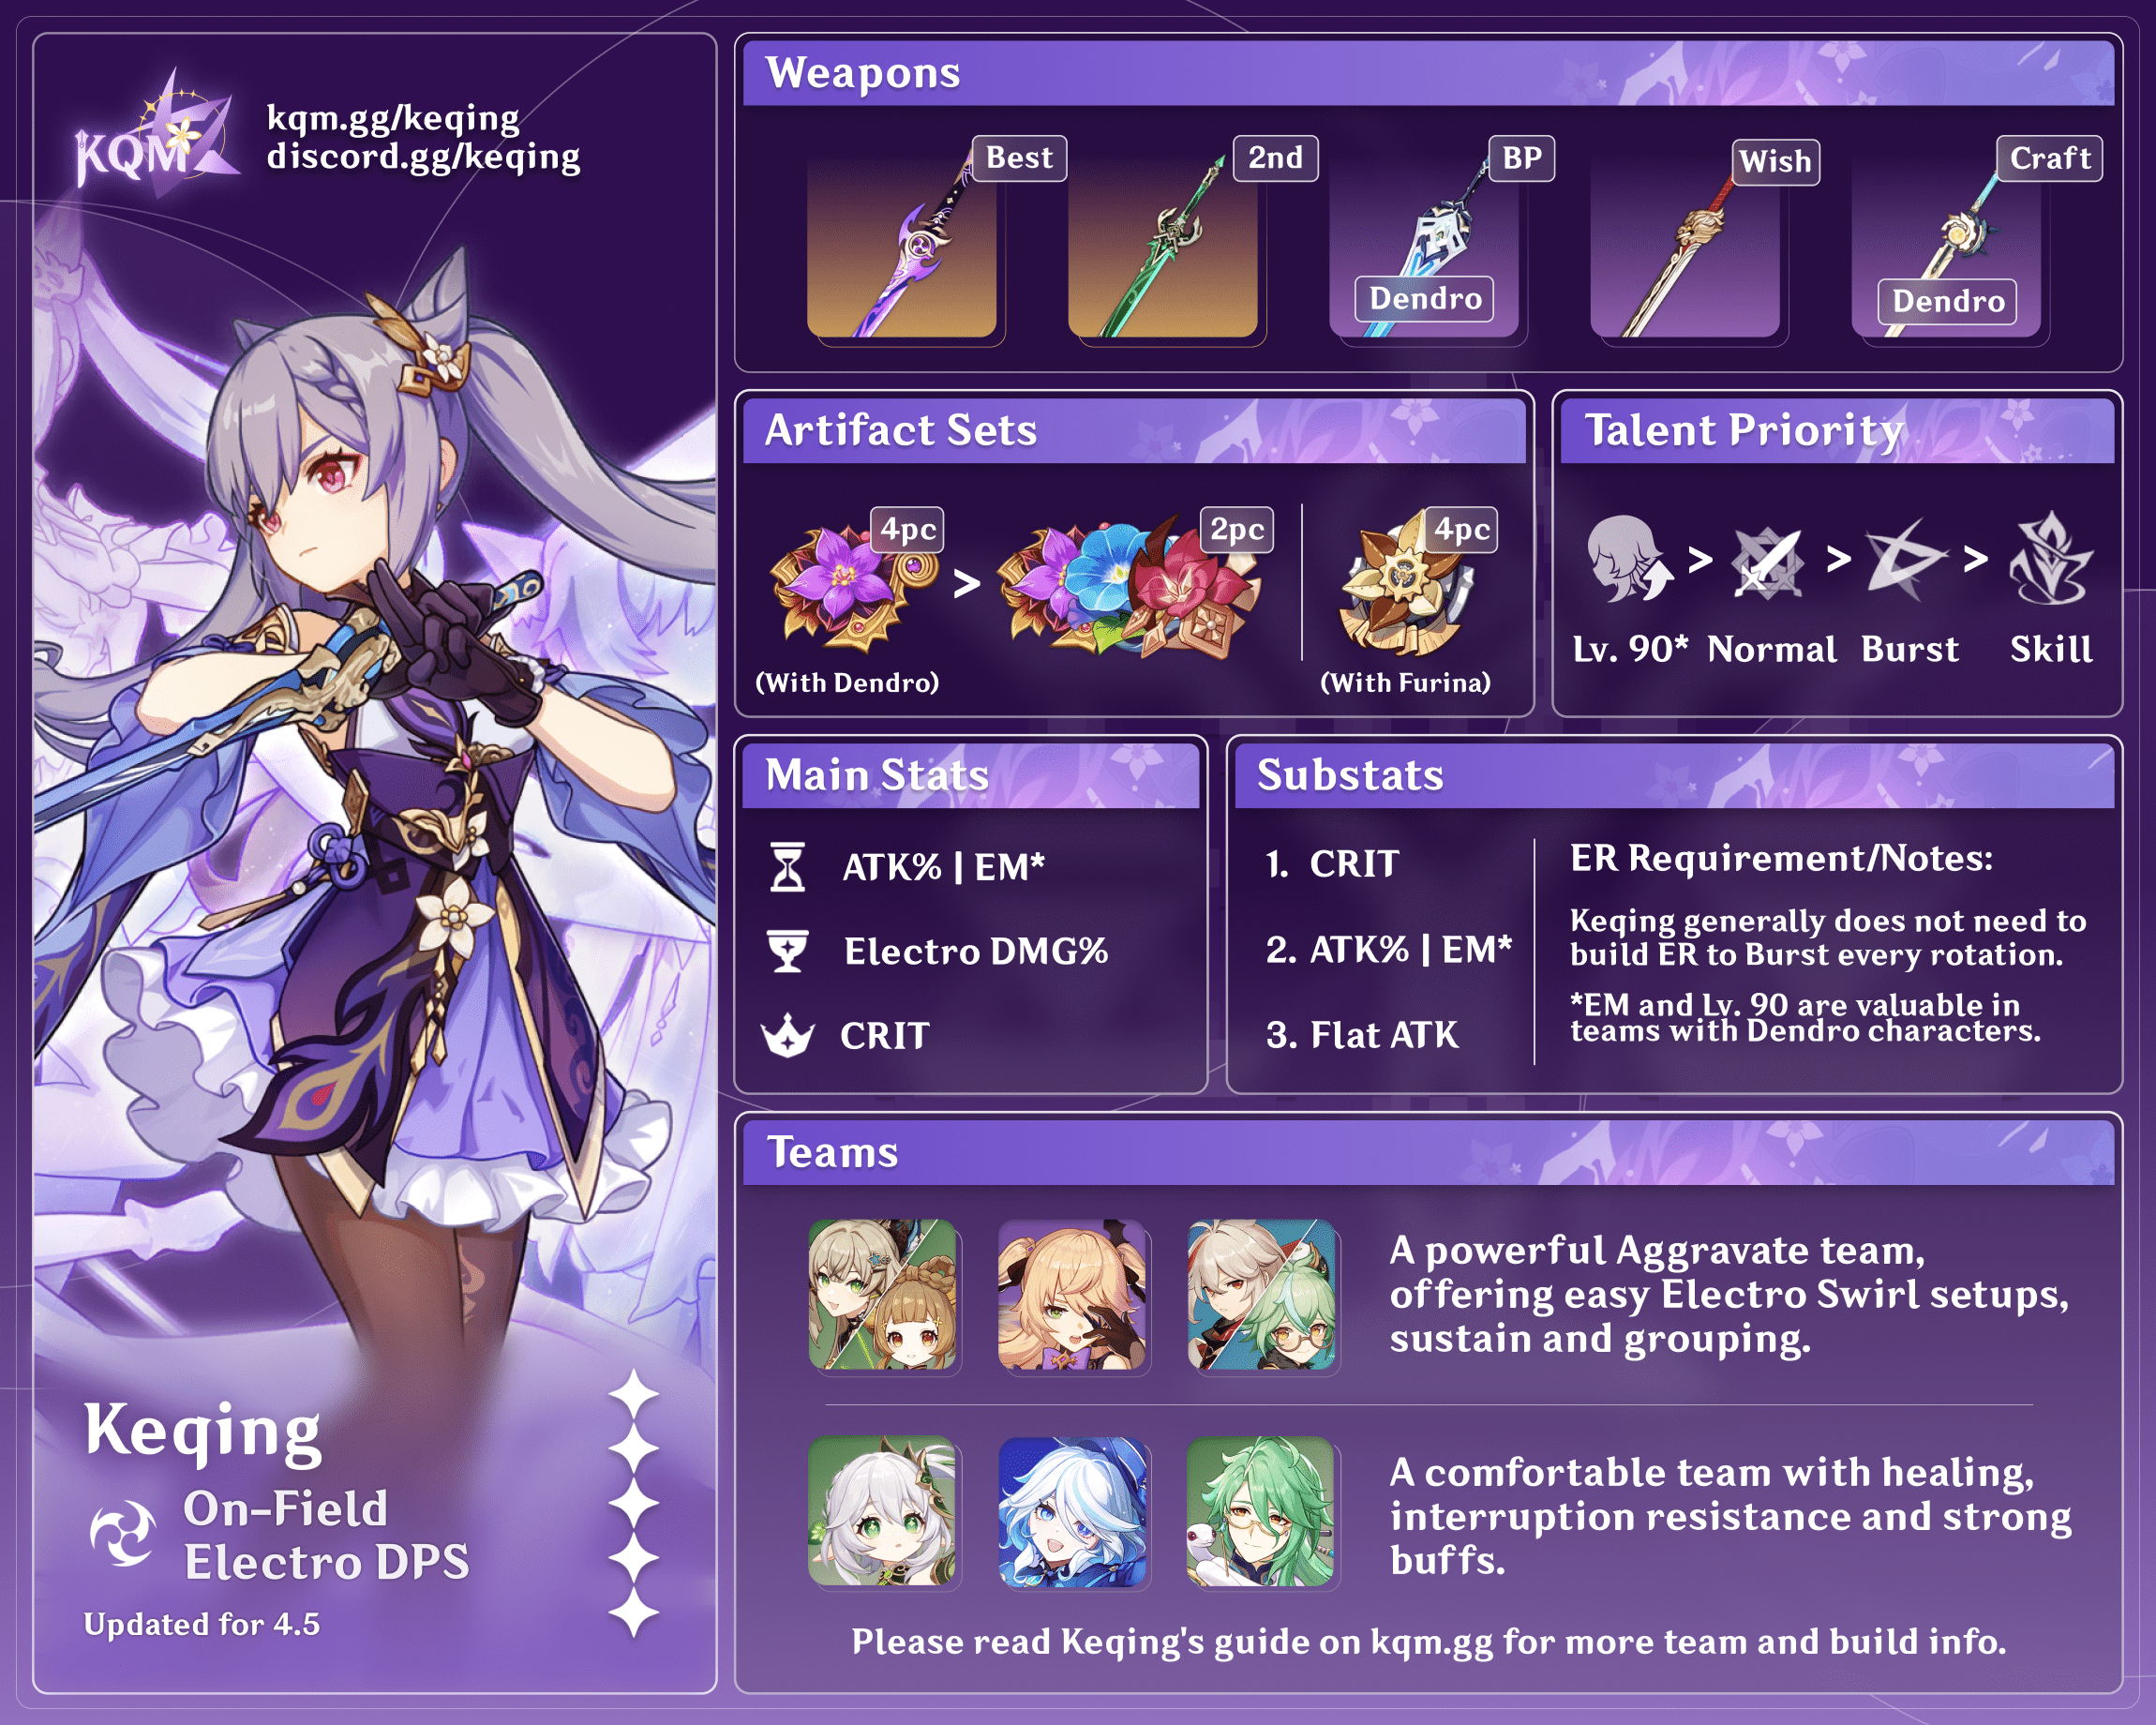 KQM
kqm.gg/keqing
discord.gg/keqing
Keqing
On-Field
Electro DPS
Updated for 4.5
Weapons
Best
2nd
BP
Dendro
Wish
Craft
Dendro
Artifact Sets
4pc
>
2pc
4pc
(With Dendro)
(With Furina)
Talent Priority
> > >
Lv. 90* Normal Burst Skill
Main Stats
ATK% | EM*
Electro DMG%
CRIT
Substats
1. CRIT
2. ATK% | EM*
3. Flat ATK
ER Requirement/Notes:
Keqing generally does not need to
build ER to Burst every rotation.
*EM and Lv. 90 are valuable in
teams with Dendro characters.
Teams
A powerful Aggravate team,
offering easy Electro Swirl setups,
sustain and grouping.
A comfortable team with healing,
interruption resistance and strong
buffs.
Please read Keqing's guide on kqm.gg for more team and build info.